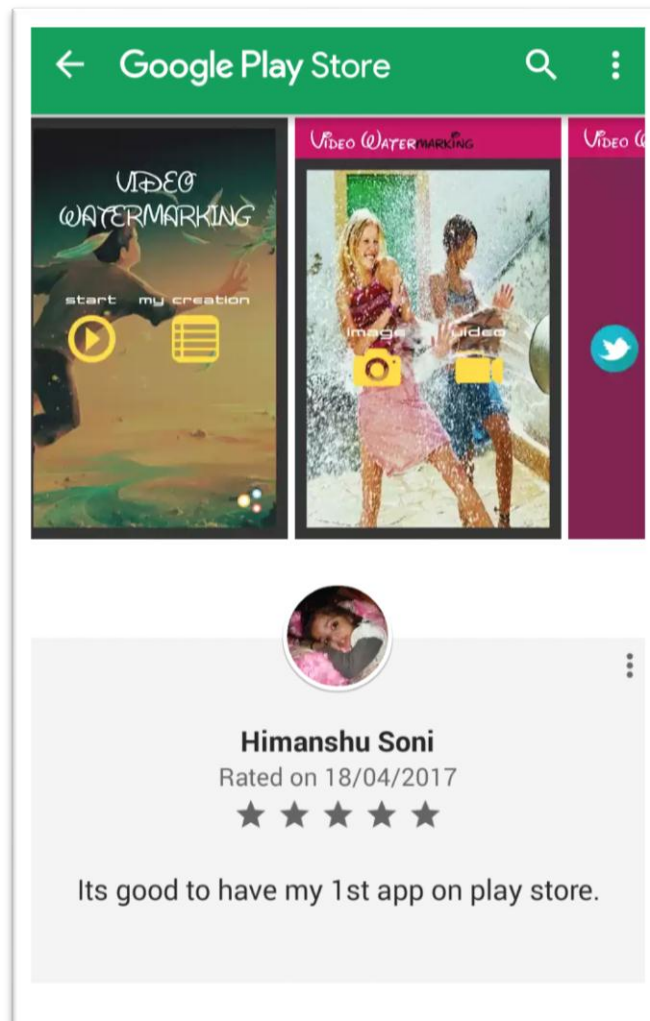 Google Play Store
VIDEO
WATERMARKING
start my creation
VIDEO WATERMARKING
image video
VIDEO
Himanshu Soni
Rated on 18/04/2017
Its good to have my 1st app on play store.